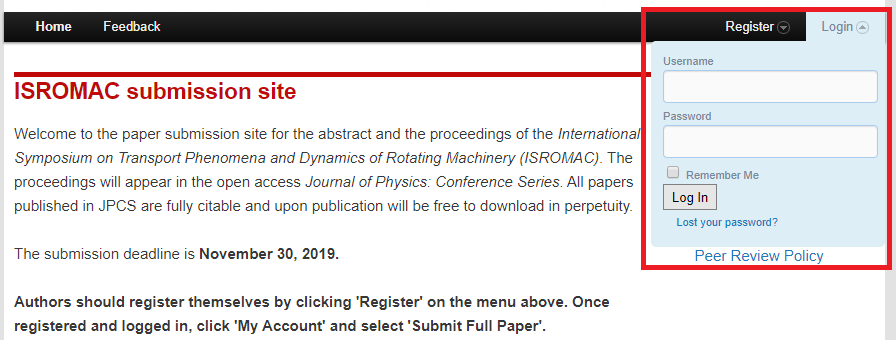 Home Feedback Register Login
Username
Password
Remember Me
Log In
Lost your password?
Peer Review Policy
ISROMAC submission site
Welcome to the paper submission site for the abstract and the proceedings of the International
Symposium on Transport Phenomena and Dynamics of Rotating Machinery (ISROMAC). The
proceedings will appear in the open access Journal of Physics: Conference Series. All papers
published in JPCS are fully citable and upon publication will be free to download in perpetuity.
The submission deadline is November 30, 2019.
Authors should register themselves by clicking 'Register' on the menu above. Once
registered and logged in, click 'My Account' and select 'Submit Full Paper'.